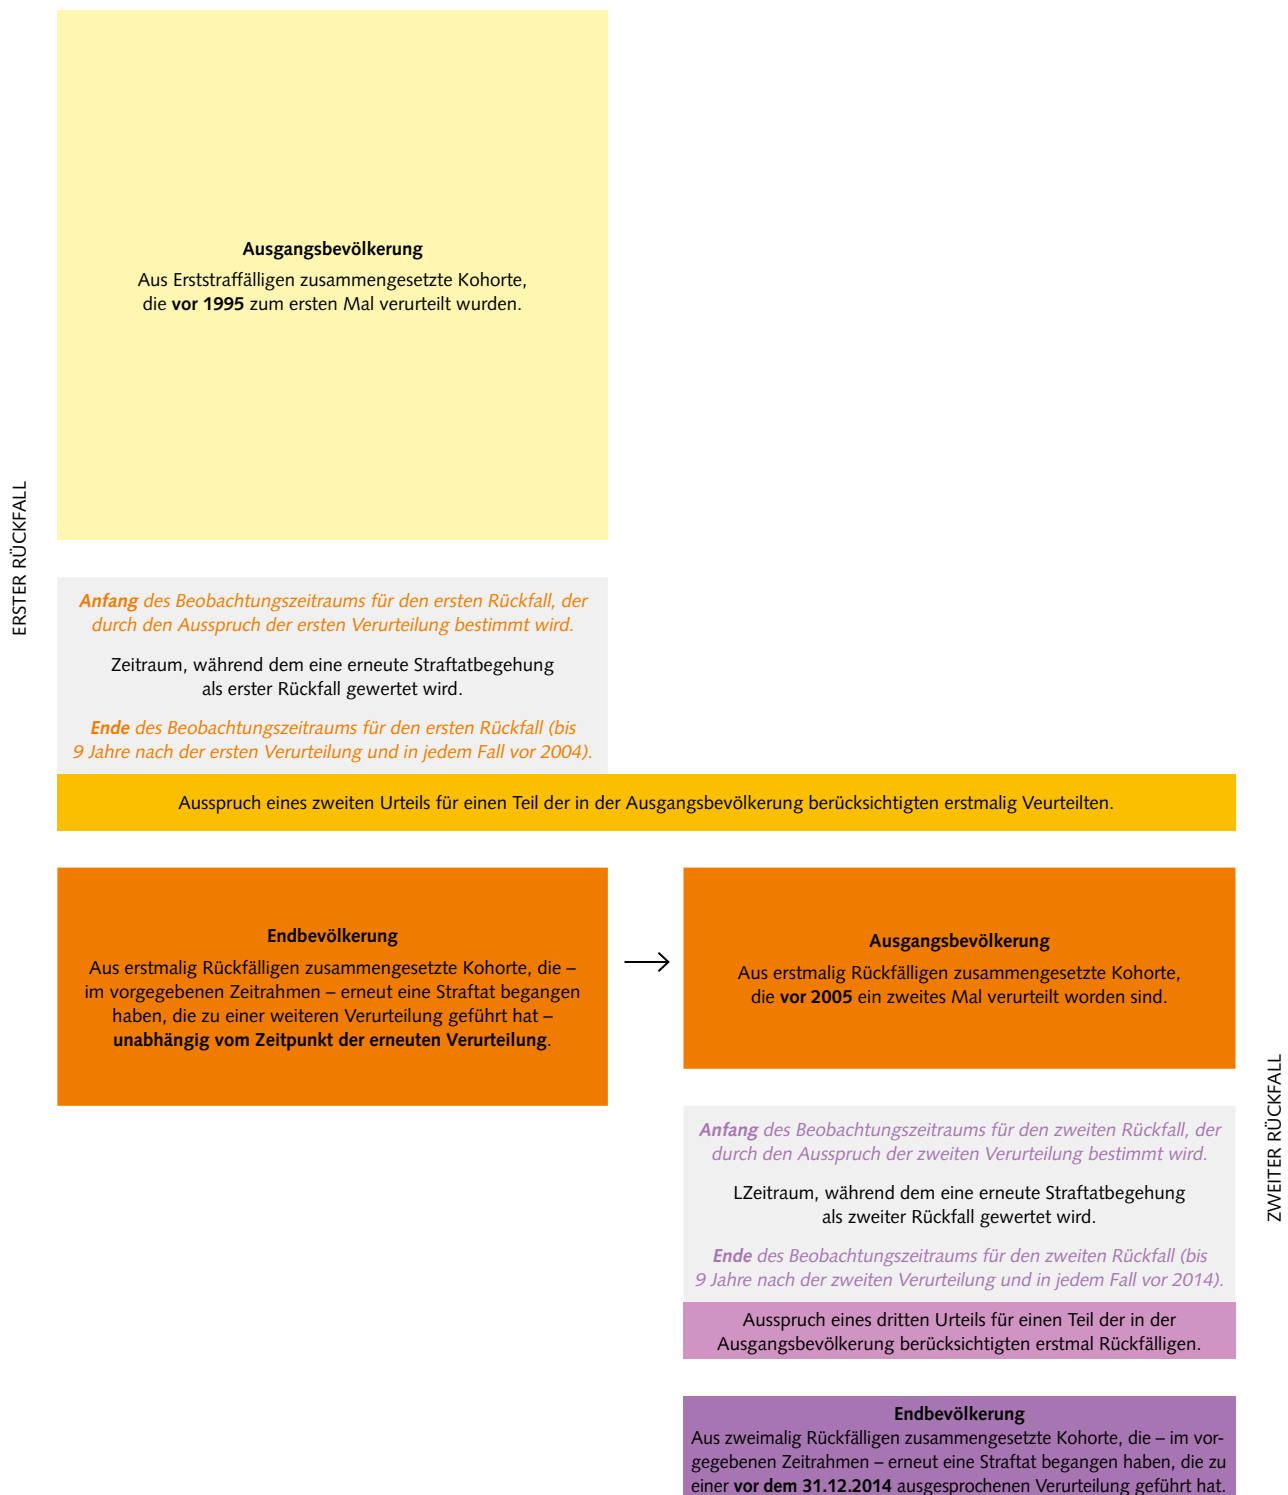 Ausgangsbevölkerung
Aus Erststraffälligen zusammengesetzte Kohorte,
die vor 1995 zum ersten Mal verurteilt wurden.
ERSTER RÜCKFALL
Anfang des Beobachtungszeitraums für den ersten Rückfall, der
durch den Ausspruch der ersten Verurteilung bestimmt wird.
Zeitraum, während dem eine erneute Straftatbegehung
als erster Rückfall gewertet wird.
Ende des Beobachtungszeitraums für den ersten Rückfall (bis
9 Jahre nach der ersten Verurteilung und in jedem Fall vor 2004).
Ausspruch eines zweiten Urteils für einen Teil der in der Ausgangsbevölkerung berücksichtigten erstmalig Veurteilten.
Endbevölkerung
Aus erstmalig Rückfälligen zusammengesetzte Kohorte, die –
im vorgegebenen Zeitrahmen – erneut eine Straftat begangen
haben, die zu einer weiteren Verurteilung geführt hat –
unabhängig vom Zeitpunkt der erneuten Verurteilung.
Ausgangsbevölkerung
Aus erstmalig Rückfälligen zusammengesetzte Kohorte,
die vor 2005 ein zweites Mal verurteilt worden sind.
ZWEITER RÜCKFALL
Anfang des Beobachtungszeitraums für den zweiten Rückfall, der
durch den Ausspruch der zweiten Verurteilung bestimmt wird.
LZeitraum, während dem eine erneute Straftatbegehung
als zweiter Rückfall gewertet wird.
Ende des Beobachtungszeitraums für den zweiten Rückfall (bis
9 Jahre nach der zweiten Verurteilung und in jedem Fall vor 2014).
Ausspruch eines dritten Urteils für einen Teil der in der
Ausgangsbevölkerung berücksichtigten erstmal Rückfälligen.
Endbevölkerung
Aus zweimalig Rückfälligen zusammengesetzte Kohorte, die – im vor-
gegebenen Zeitrahmen – erneut eine Straftat begangen haben, die zu
einer vor dem 31.12.2014 ausgesprochenen Verurteilung geführt hat.